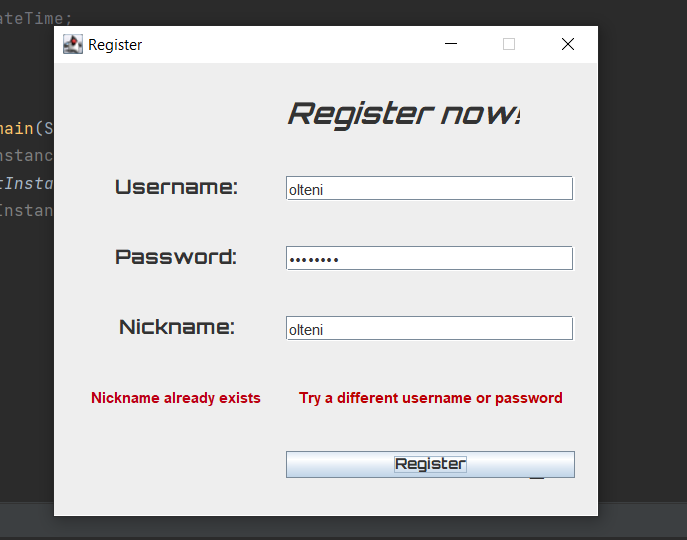 ateTime;
Register
main(S
Register now!
nstanc
Username: olteni
tInsta
Instan
Password: ••••••••
Nickname: olteni
Nickname already exists Try a different username or password
Register